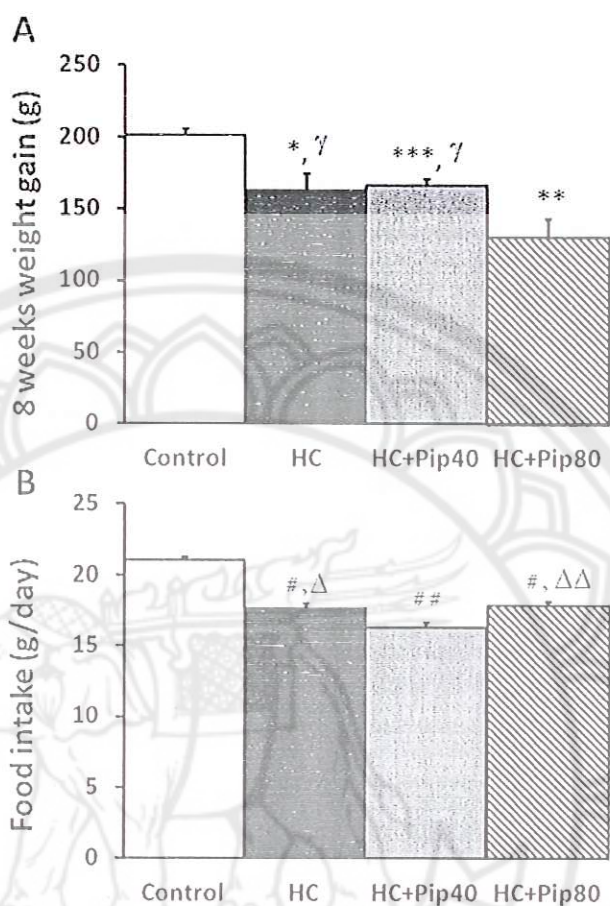 A
8 weeks weight gain (g)
250
200
150
100
50
0
*, γ
***, γ
**
Control HC HC+Pip40 HC+Pip80
B
Food intake (g/day)
25
20
15
10
5
0
#, Δ
##
#, ΔΔ
Control HC HC+Pip40 HC+Pip80